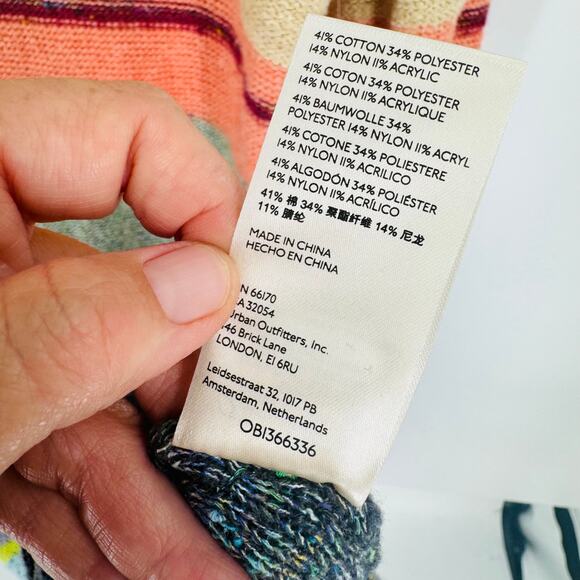 41% COTTON 34% POLYESTER
14% NYLON 11% ACRYLIC
41% COTON 34% POLYESTER
14% NYLON 11% ACRYLIQUE
41% BAUMWOLLE 34%
POLYESTER 14% NYLON 11% ACRYL
41% COTONE 34% POLIESTERE
14% NYLON 11% ACRILICO
41% ALGODÓN 34% POLIÉSTER
14% NYLON 11% ACRÍLICO
41% 棉 34% 聚酯纤维 14% 尼龙
11% 腈纶
MADE IN CHINA
HECHO EN CHINA
N 66170
A 32054
Urban Outfitters, Inc.
46 Brick Lane
LONDON, E1 6RU
Leidsestraat 32, 1017 PB
Amsterdam, Netherlands
OB1366336